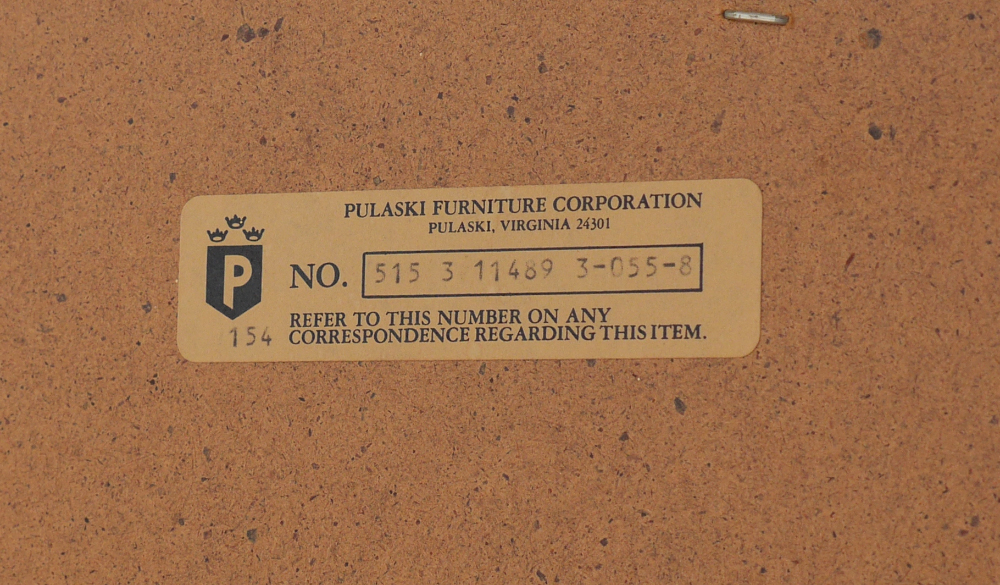 PULASKI FURNITURE CORPORATION
PULASKI, VIRGINIA 24301
P
NO. 515 3 11489 3-055-8
REFER TO THIS NUMBER ON ANY
CORRESPONDENCE REGARDING THIS ITEM.
154